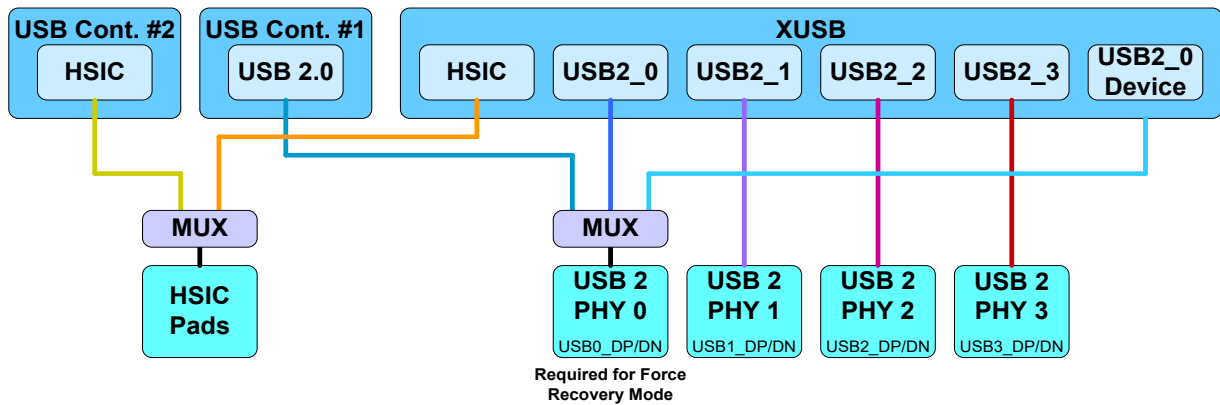 USB Cont. #2
HSIC
USB Cont. #1
USB 2.0
XUSB
HSIC
USB2_0
USB2_1
USB2_2
USB2_3
USB2_0
Device
MUX
MUX
HSIC
Pads
USB 2
PHY 0
USB0_DP/DN
USB 2
PHY 1
USB1_DP/DN
USB 2
PHY 2
USB2_DP/DN
USB 2
PHY 3
USB3_DP/DN
Required for Force
Recovery Mode